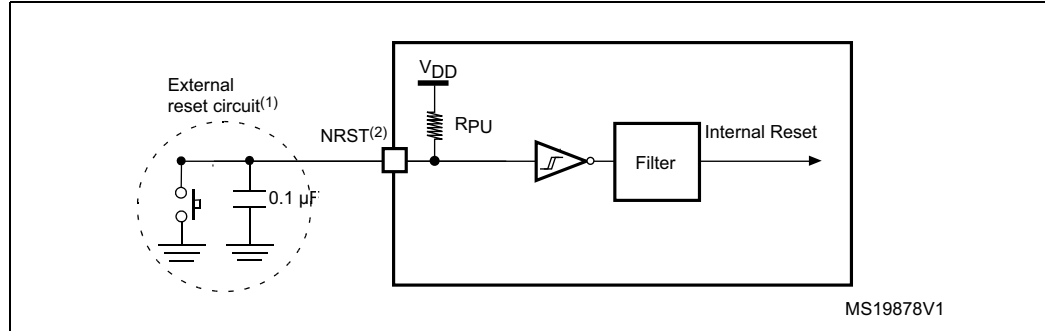 External
reset circuit(1)
VDD
NRST(2)
RPU
Internal Reset
Filter
0.1 µF
MS19878V1